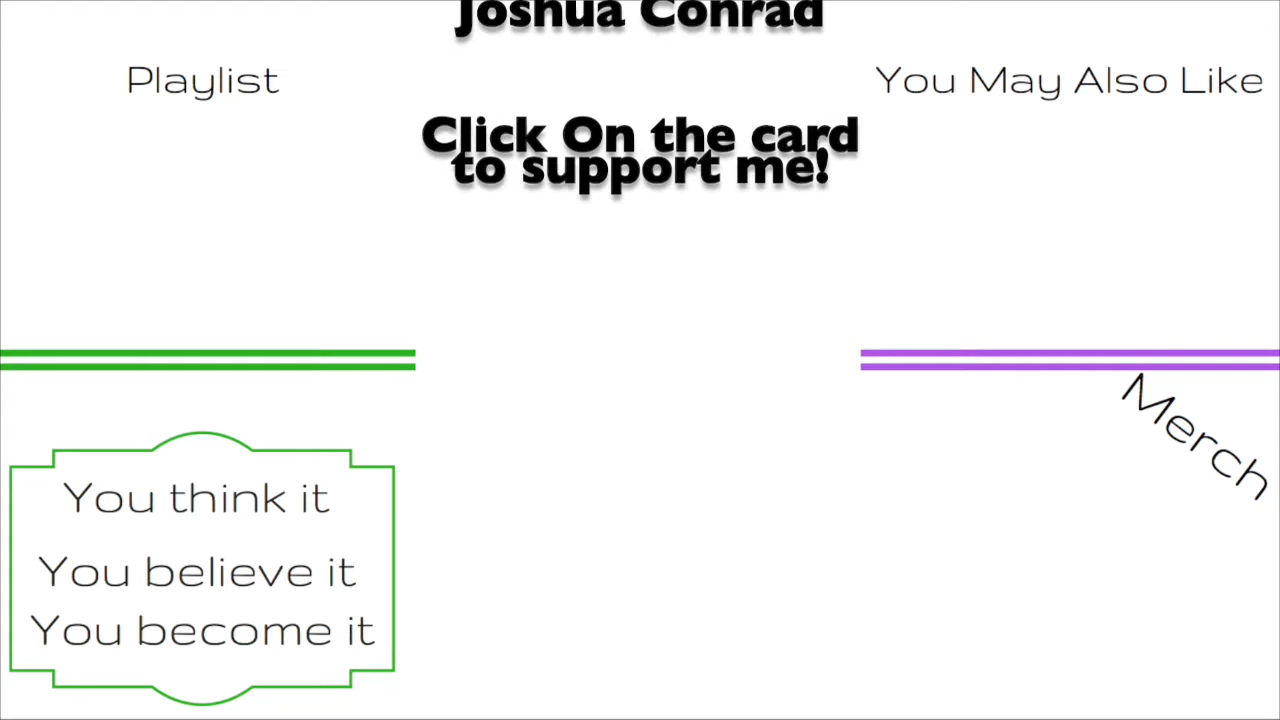 Joshua Conrad
Playlist
You May Also Like
Click On the card
to support me!
Merch
You think it
You believe it
You become it